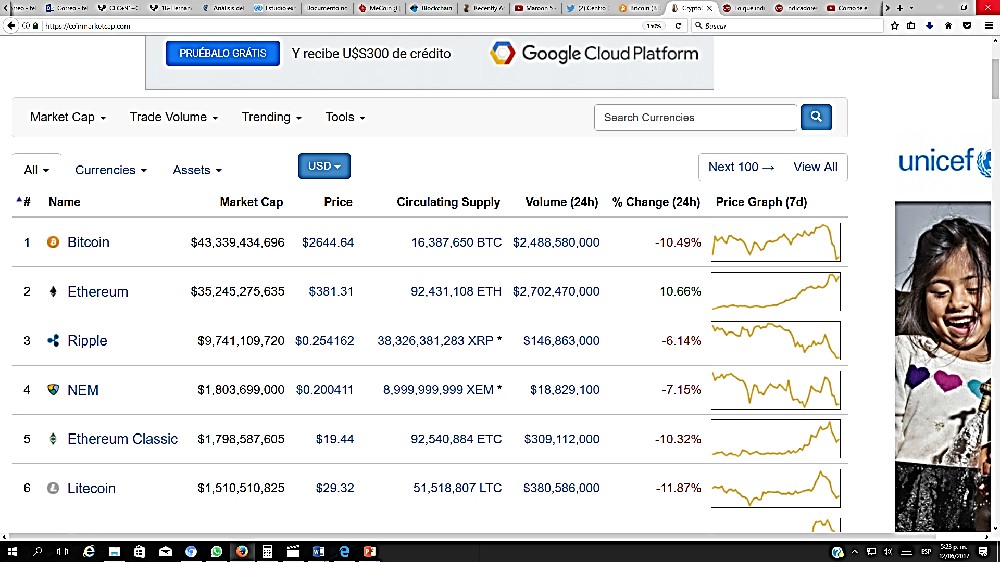 orreo - fel
Correo - fel
CLC+91+C
18-Hernan
Análisis del
Estudio exh
Documento no
MeCoin ¿Q
Blockchain
Recently Ad
Maroon 5 -
(2) Centro
Bitcoin (BT
Crypto
Lo que indi
Indicadores
Como te en
https://coinmarketcap.com
150%
Buscar
PRUÉBALO GRÁTIS Y recibe U$S300 de crédito Google Cloud Platform
Market Cap Trade Volume Trending Tools Search Currencies
All Currencies Assets USD Next 100 → View All
unicef
# Name Market Cap Price Circulating Supply Volume (24h) % Change (24h) Price Graph (7d)
1 Bitcoin $43,339,434,696 $2644.64 16,387,650 BTC $2,488,580,000 -10.49%
2 Ethereum $35,245,275,635 $381.31 92,431,108 ETH $2,702,470,000 10.66%
3 Ripple $9,741,109,720 $0.254162 38,326,381,283 XRP * $146,863,000 -6.14%
4 NEM $1,803,699,000 $0.200411 8,999,999,999 XEM * $18,829,100 -7.15%
5 Ethereum Classic $1,798,587,605 $19.44 92,540,884 ETC $309,112,000 -10.32%
6 Litecoin $1,510,510,825 $29.32 51,518,807 LTC $380,586,000 -11.87%
ESP
5:23 p. m.
12/06/2017